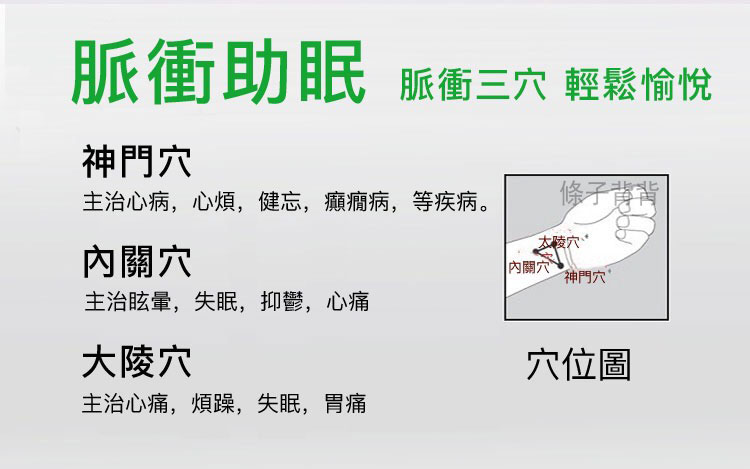 脈衝助眠 脈衝三穴 輕鬆愉悅
神門穴
主治心病，心煩，健忘，癲癇病，等疾病。
內關穴
主治眩暈，失眠，抑鬱，心痛
大陵穴
主治心痛，煩躁，失眠，胃痛
條子背背
大陵穴
穴
內關穴
神門穴
穴位圖